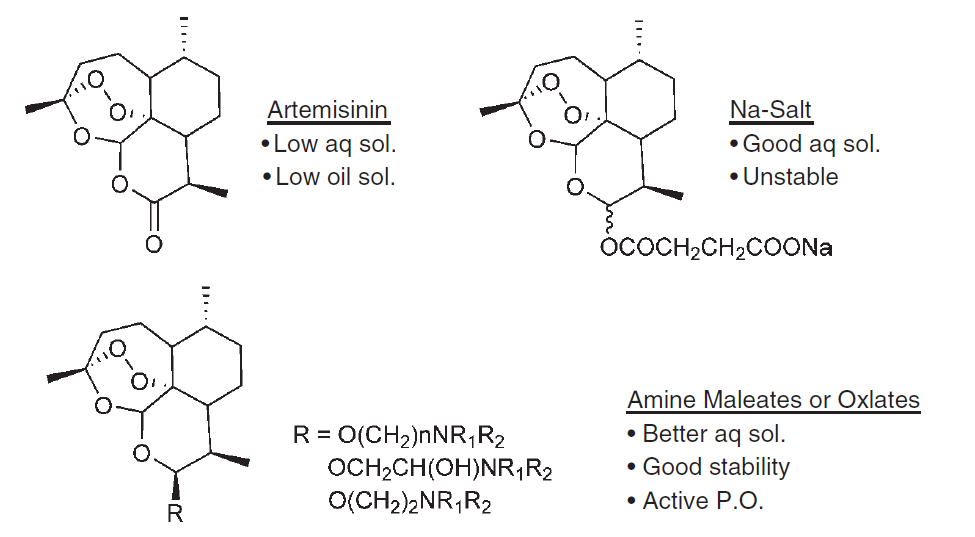 Artemisinin
• Low aq sol.
• Low oil sol.
O
O
O
O
O
Na-Salt
• Good aq sol.
• Unstable
O
O
O
O
OCOCH₂CH₂COONa
O
O
O
O
R
R = O(CH₂)nNR₁R₂
OCH₂CH(OH)NR₁R₂
O(CH₂)₂NR₁R₂
Amine Maleates or Oxlates
• Better aq sol.
• Good stability
• Active P.O.